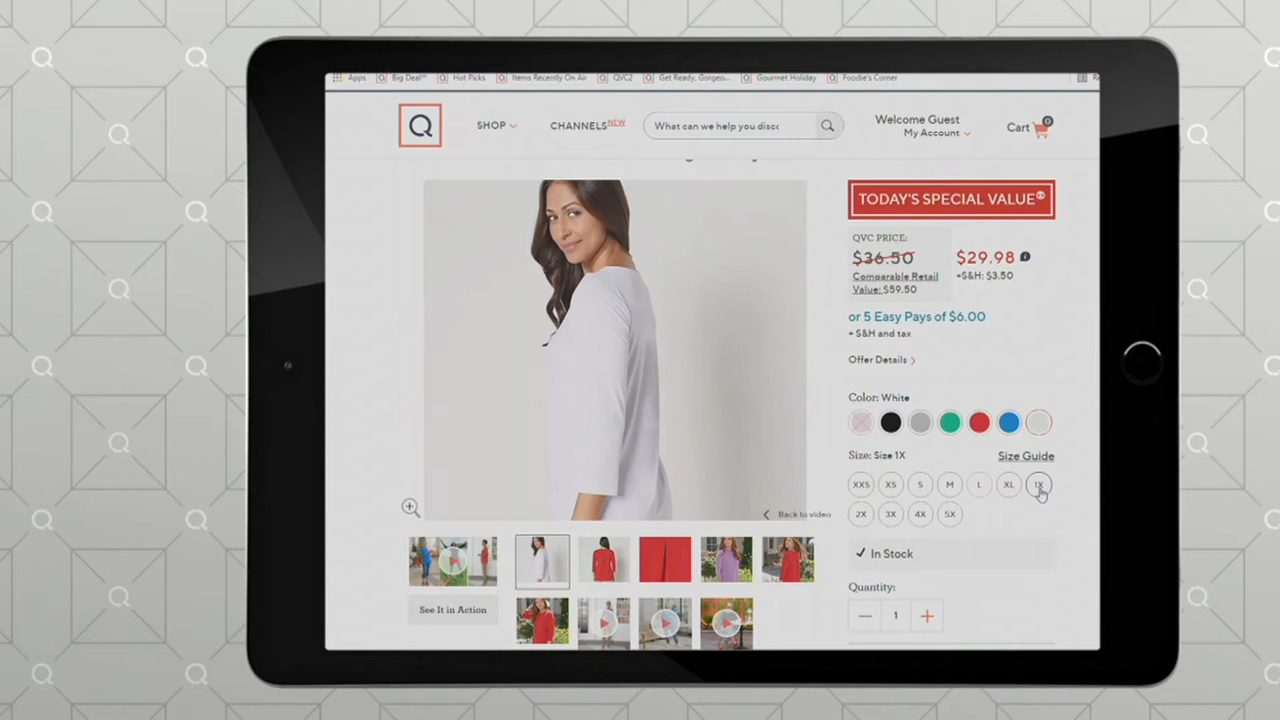 Apps Big Deal Hot Picks Items Recently On Air QVC2 Get Ready, Gorgeo... Gourmet Holiday Foodie's Corner
Q SHOP CHANNELS NEW What can we help you disc Welcome Guest
My Account
Cart 0
TODAY'S SPECIAL VALUE
QVC PRICE:
$36.50 $29.98
Comparable Retail +S&H: $3.50
Value: $59.50
or 5 Easy Pays of $6.00
+ S&H and tax
Offer Details
Color: White
Size: Size 1X Size Guide
XXS XS S M L XL 1X
2X 3X 4X 5X
Back to video
In Stock
See It in Action
Quantity:
1